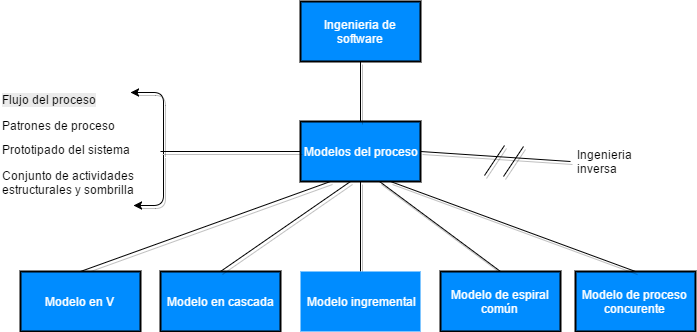 Ingenieria de
software
Flujo del proceso
Patrones de proceso
Prototipado del sistema
Conjunto de actividades
estructurales y sombrilla
Modelos del proceso
Ingenieria
inversa
Modelo en V
Modelo en cascada
Modelo ingremental
Modelo de espiral
común
Modelo de proceso
concurente